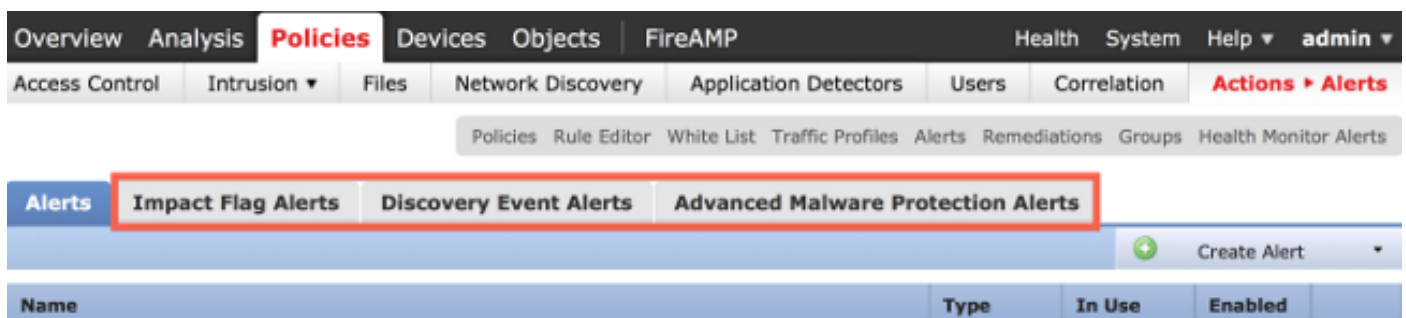 Overview Analysis Policies Devices Objects FireAMP Health System Help ▾ admin ▾
Access Control Intrusion ▾ Files Network Discovery Application Detectors Users Correlation Actions ▸ Alerts
Policies Rule Editor White List Traffic Profiles Alerts Remediations Groups Health Monitor Alerts
Alerts Impact Flag Alerts Discovery Event Alerts Advanced Malware Protection Alerts
Create Alert
Name Type In Use Enabled